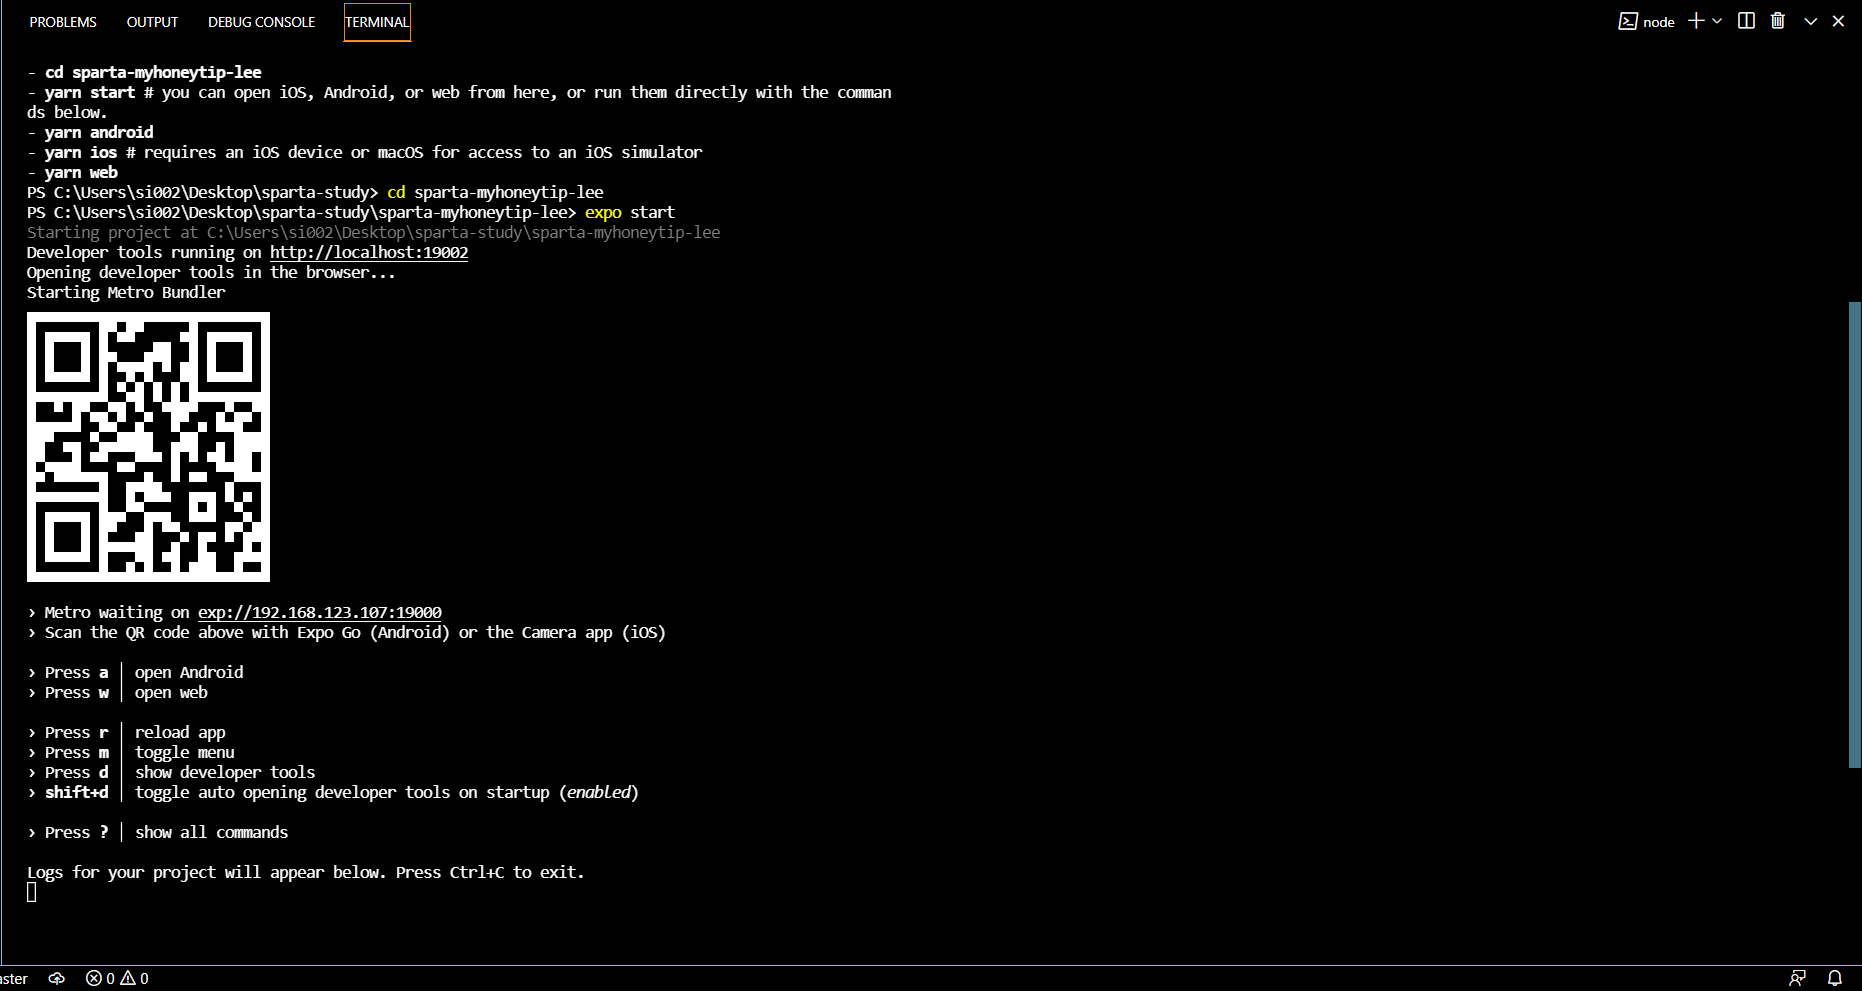 PROBLEMS OUTPUT DEBUG CONSOLE TERMINAL node
- cd sparta-myhoneytip-lee
- yarn start # you can open iOS, Android, or web from here, or run them directly with the comman
ds below.
- yarn android
- yarn ios # requires an iOS device or macOS for access to an iOS simulator
- yarn web
PS C:\Users\si002\Desktop\sparta-study> cd sparta-myhoneytip-lee
PS C:\Users\si002\Desktop\sparta-study\sparta-myhoneytip-lee> expo start
Starting project at C:\Users\si002\Desktop\sparta-study\sparta-myhoneytip-lee
Developer tools running on http://localhost:19002
Opening developer tools in the browser...
Starting Metro Bundler
› Metro waiting on exp://192.168.123.107:19000
› Scan the QR code above with Expo Go (Android) or the Camera app (iOS)
› Press a │ open Android
› Press w │ open web
› Press r │ reload app
› Press m │ toggle menu
› Press d │ show developer tools
› shift+d │ toggle auto opening developer tools on startup (enabled)
› Press ? │ show all commands
Logs for your project will appear below. Press Ctrl+C to exit.
aster 0 0